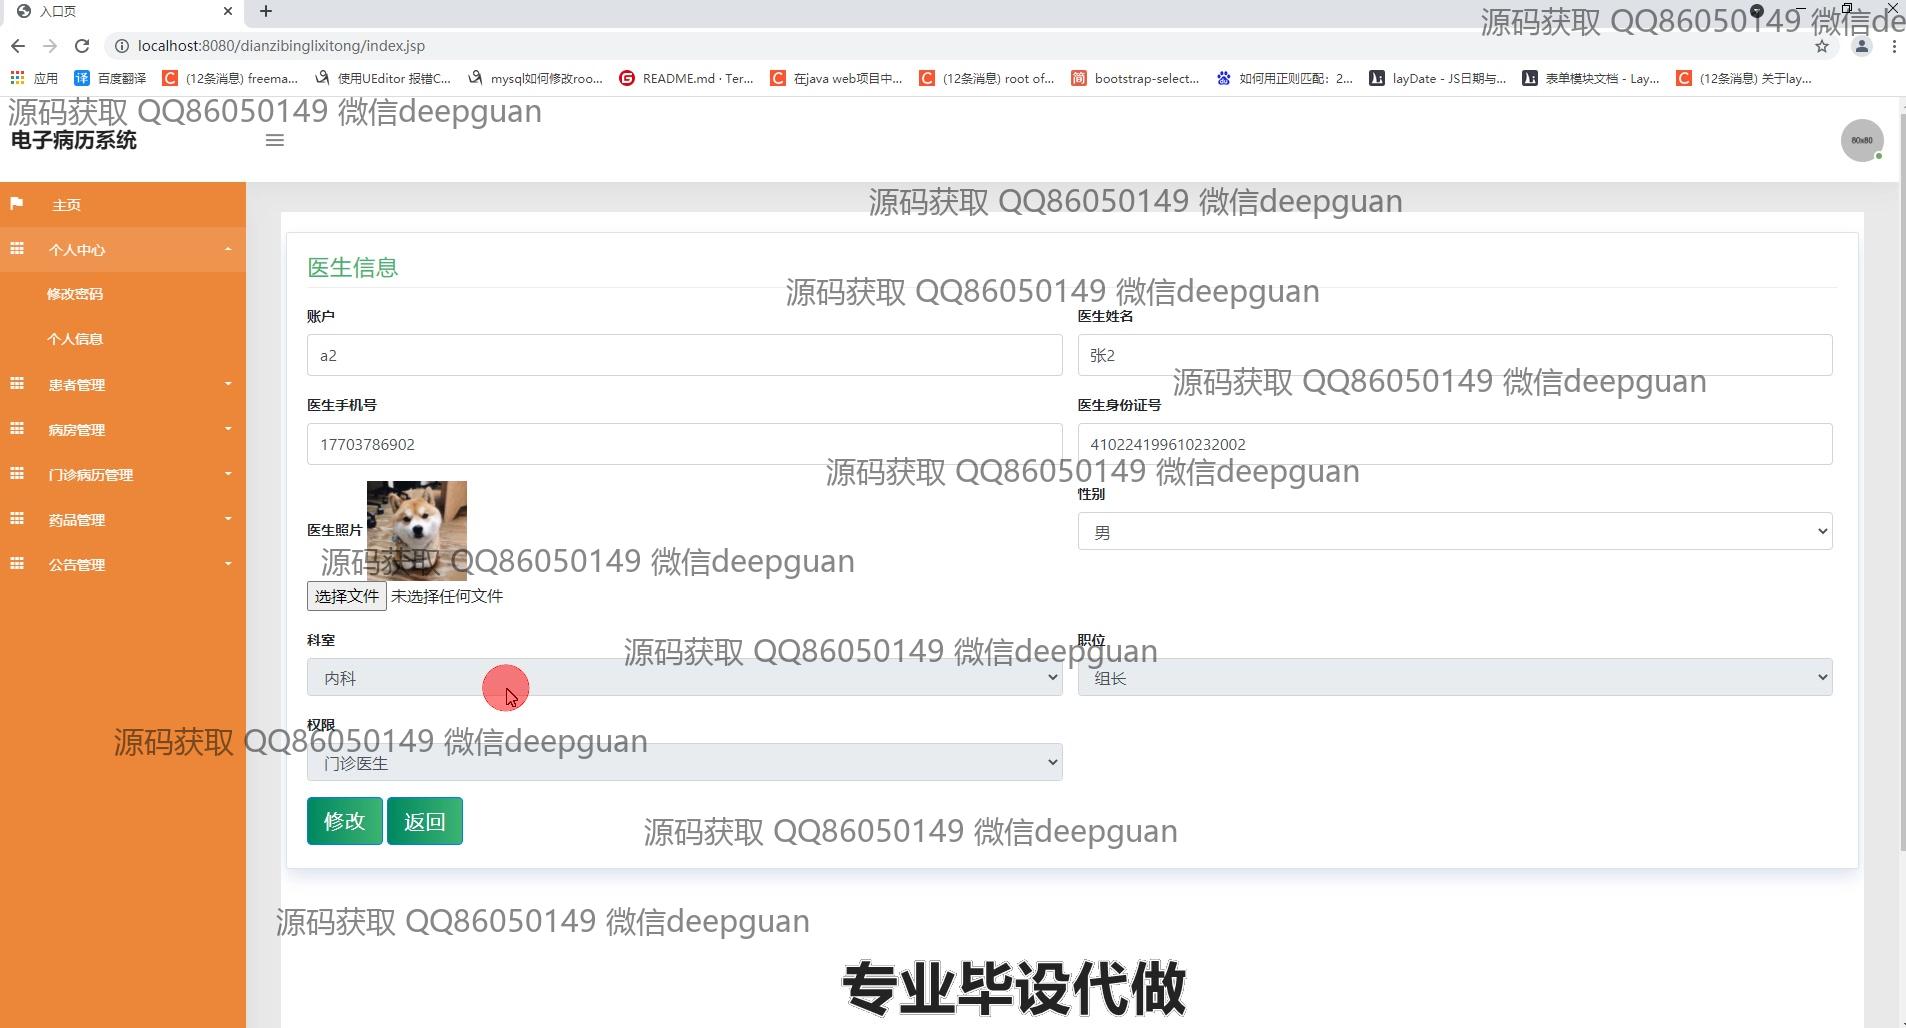 入口页
源码获取 QQ86050149 微信de
localhost:8080/dianzibinglixitong/index.jsp
应用 百度翻译 (12条消息) freema... 使用UEditor 报错C... mysql如何修改roo... README.md · Ter... 在java web项目中... (12条消息) root of... bootstrap-select... 如何用正则匹配：2... layDate - JS日期与... 表单模块文档 - Lay... (12条消息) 关于lay...
源码获取 QQ86050149 微信deepguan
电子病历系统
80x80
源码获取 QQ86050149 微信deepguan
主页
个人中心
修改密码
个人信息
患者管理
病房管理
门诊病历管理
药品管理
公告管理
医生信息
源码获取 QQ86050149 微信deepguan
账户 医生姓名
a2 张2
源码获取 QQ86050149 微信deepguan
医生手机号 医生身份证号
17703786902 410224199610232002
源码获取 QQ86050149 微信deepguan
性别
医生照片 男
源码获取 QQ86050149 微信deepguan
选择文件 未选择任何文件
科室 职位
源码获取 QQ86050149 微信deepguan
内科 组长
权限
源码获取 QQ86050149 微信deepguan
门诊医生
修改 返回
源码获取 QQ86050149 微信deepguan
源码获取 QQ86050149 微信deepguan
专业毕设代做